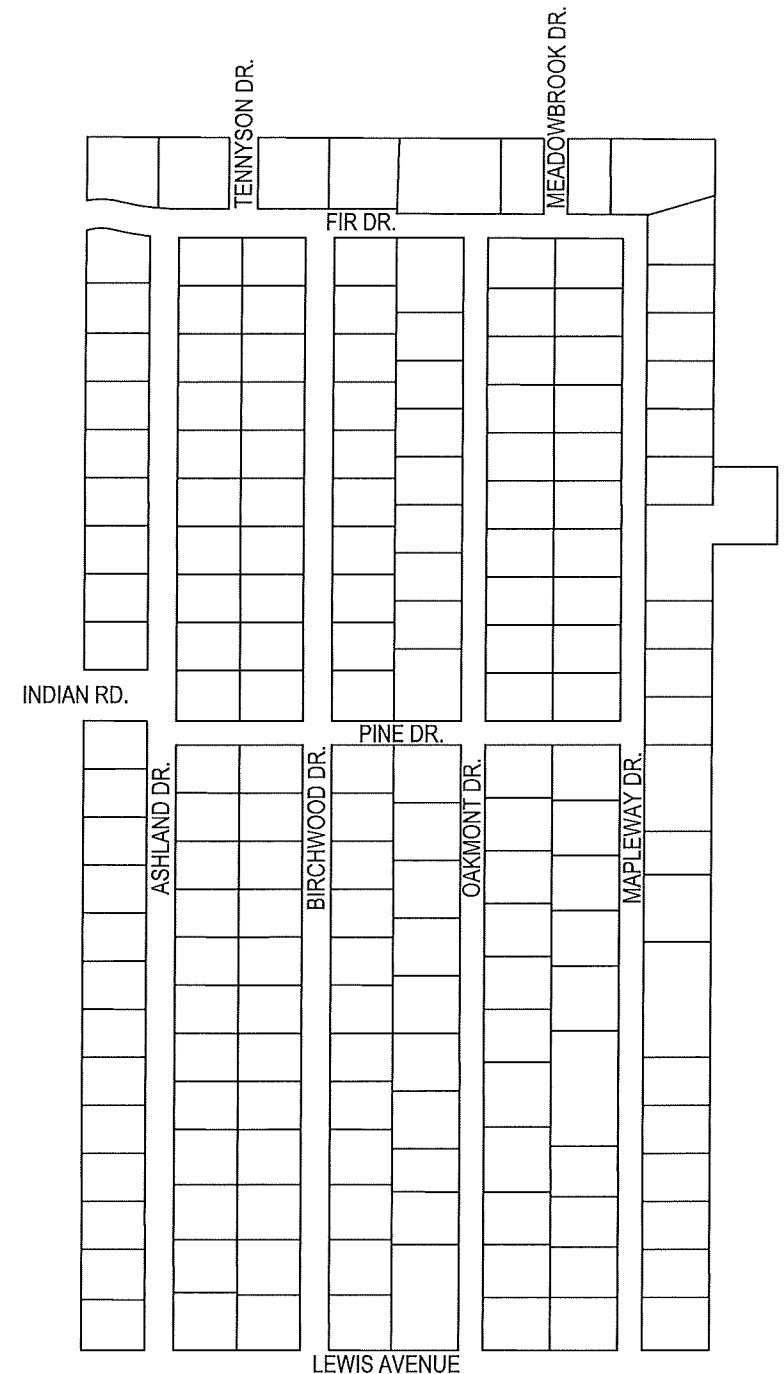 TENNYSON DR.
MEADOWBROOK DR.
FIR DR.
INDIAN RD.
PINE DR.
ASHLAND DR.
BIRCHWOOD DR.
OAKMONT DR.
MAPLEWAY DR.
LEWIS AVENUE